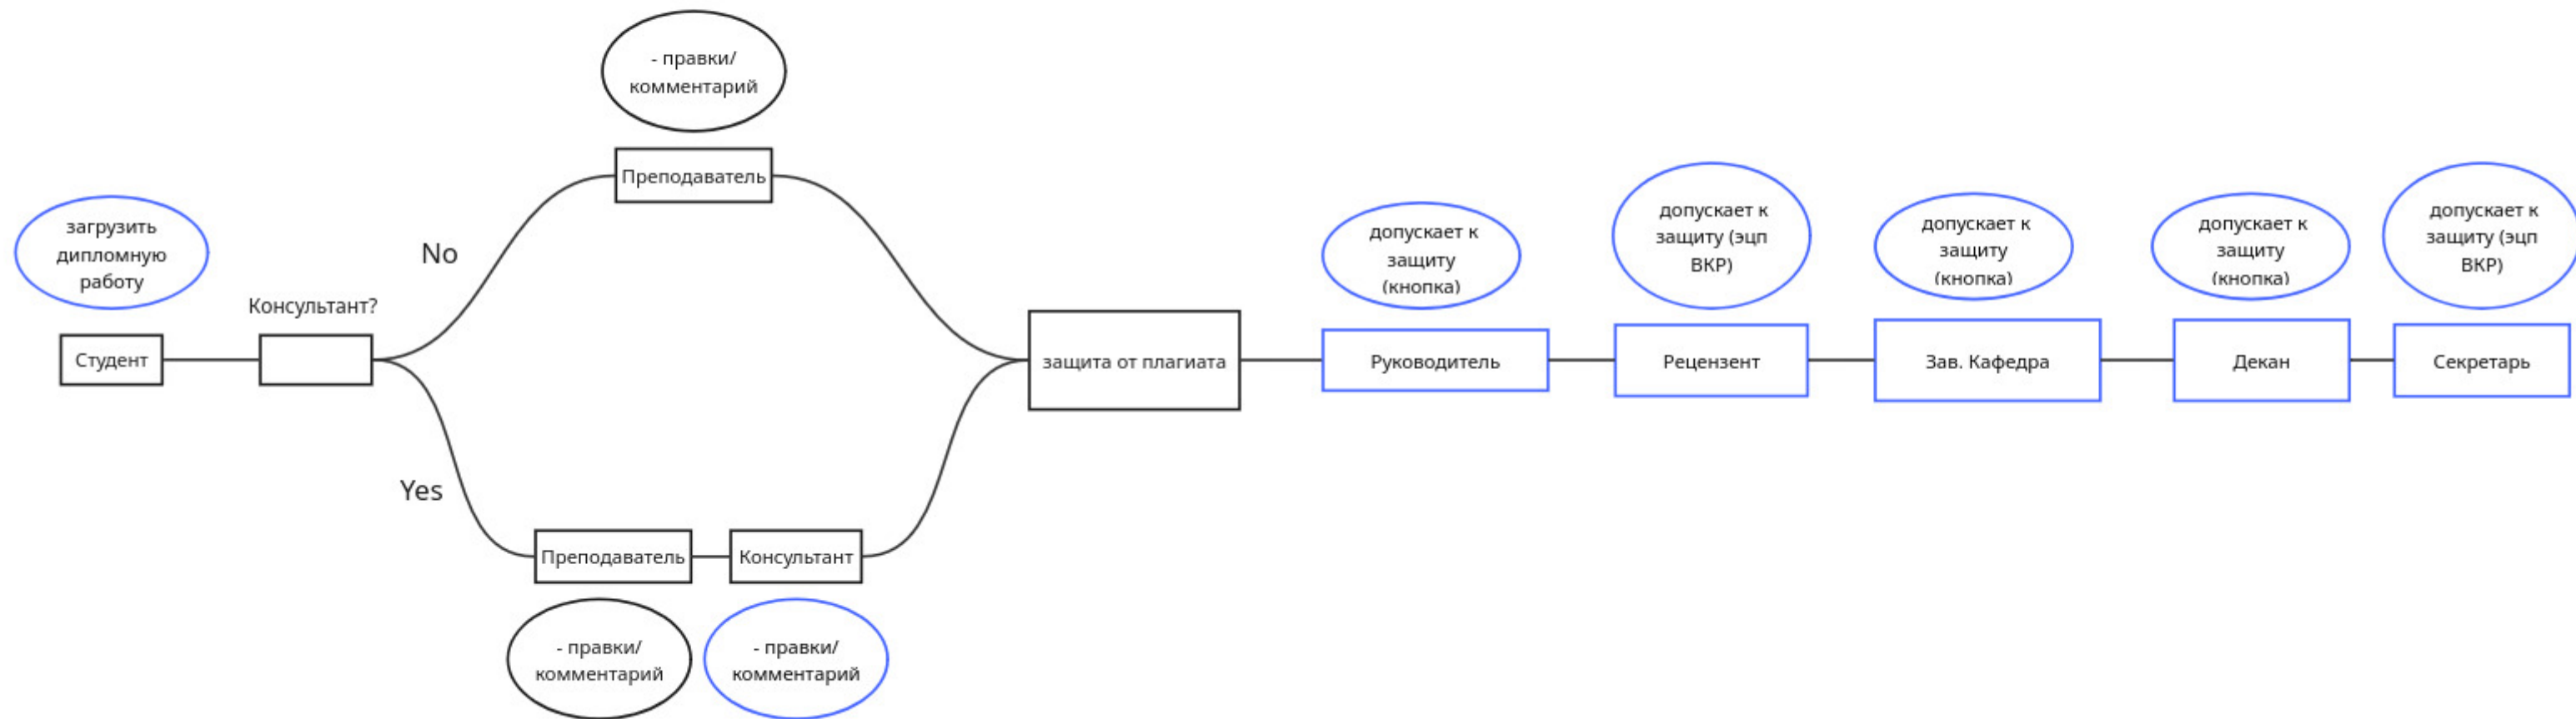 - правки/
комментарий
Преподаватель
загрузить
дипломную
работу
No
Консультант?
Студент
защита от плагиата
допускает к
защиту
(кнопка)
Руководитель
допускает к
защиту (эцп
ВКР)
Рецензент
допускает к
защиту
(кнопка)
Зав. Кафедра
допускает к
защиту
(кнопка)
Декан
допускает к
защиту (эцп
ВКР)
Секретарь
Yes
Преподаватель
Консультант
- правки/
комментарий
- правки/
комментарий